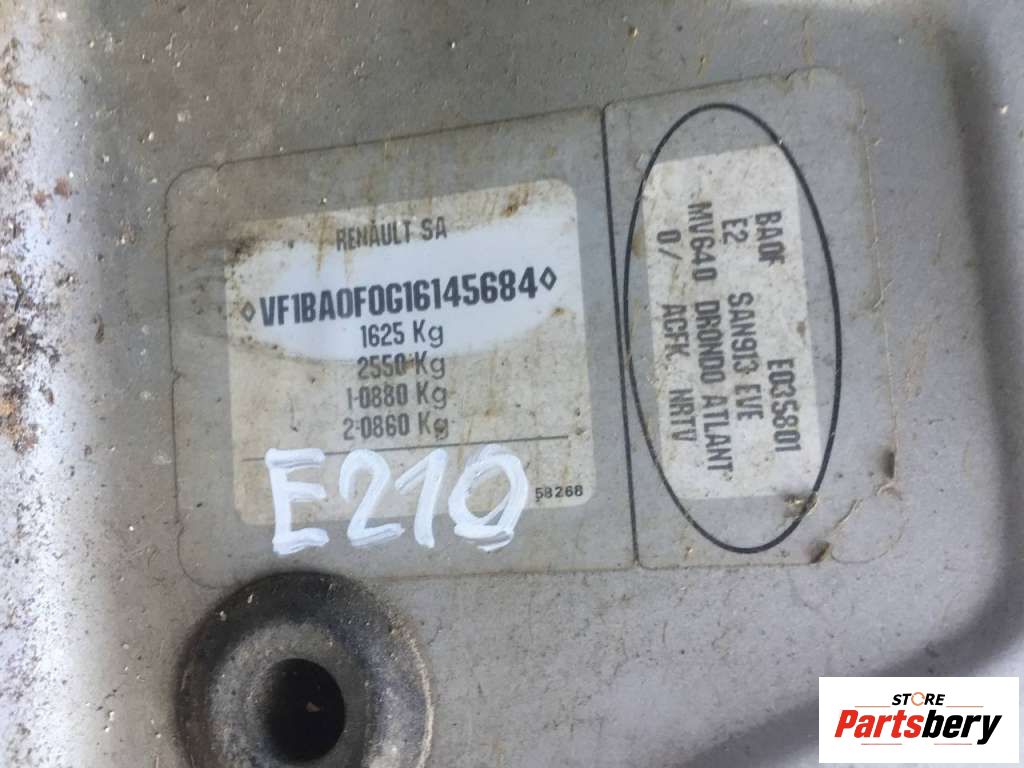 RENAULT SA
◊VF1BA0F0G16145684◊
1625 Kg
2550 Kg
1-0880 Kg
2-0860 Kg
58268
E210
BA0F E035801
E2 SAN913 EVE
MV640 DRONDO ATLANT
0/ ACFK NRTV
STORE
Partsbery